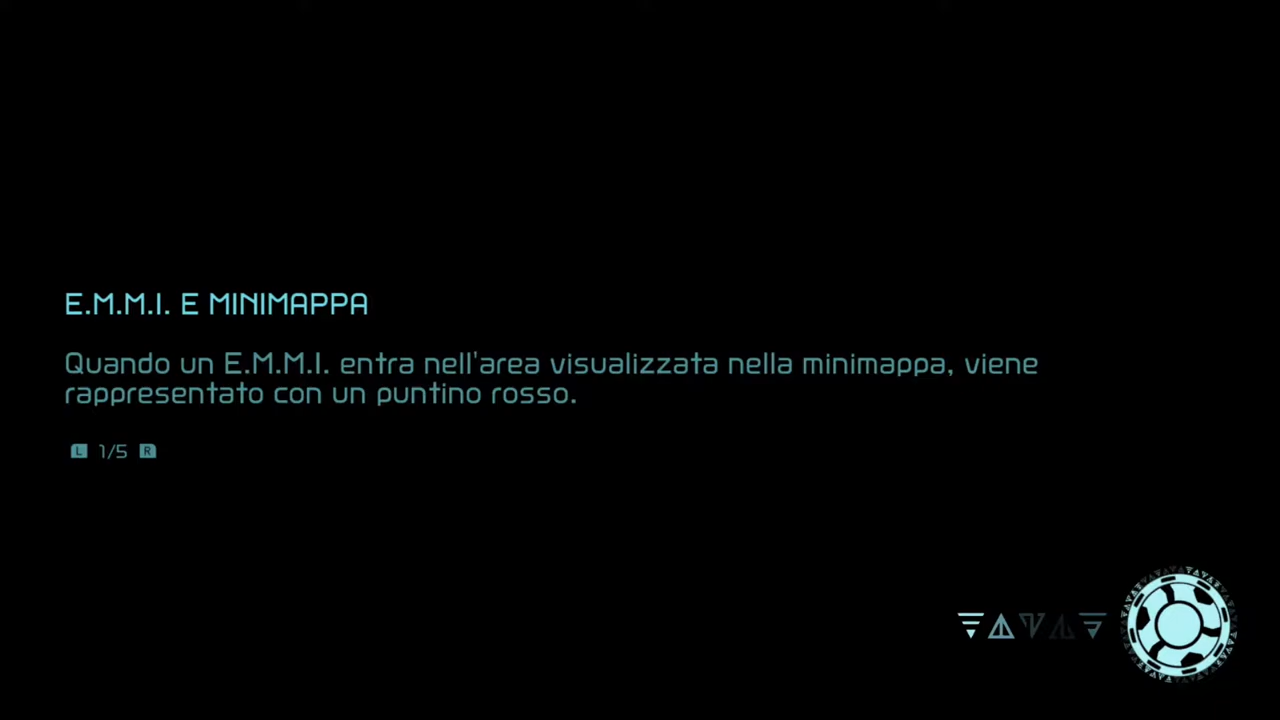 E.M.M.I. E MINIMAPPA
Quando un E.M.M.I. entra nell'area visualizzata nella minimappa, viene
rappresentato con un puntino rosso.
L 1/5 R